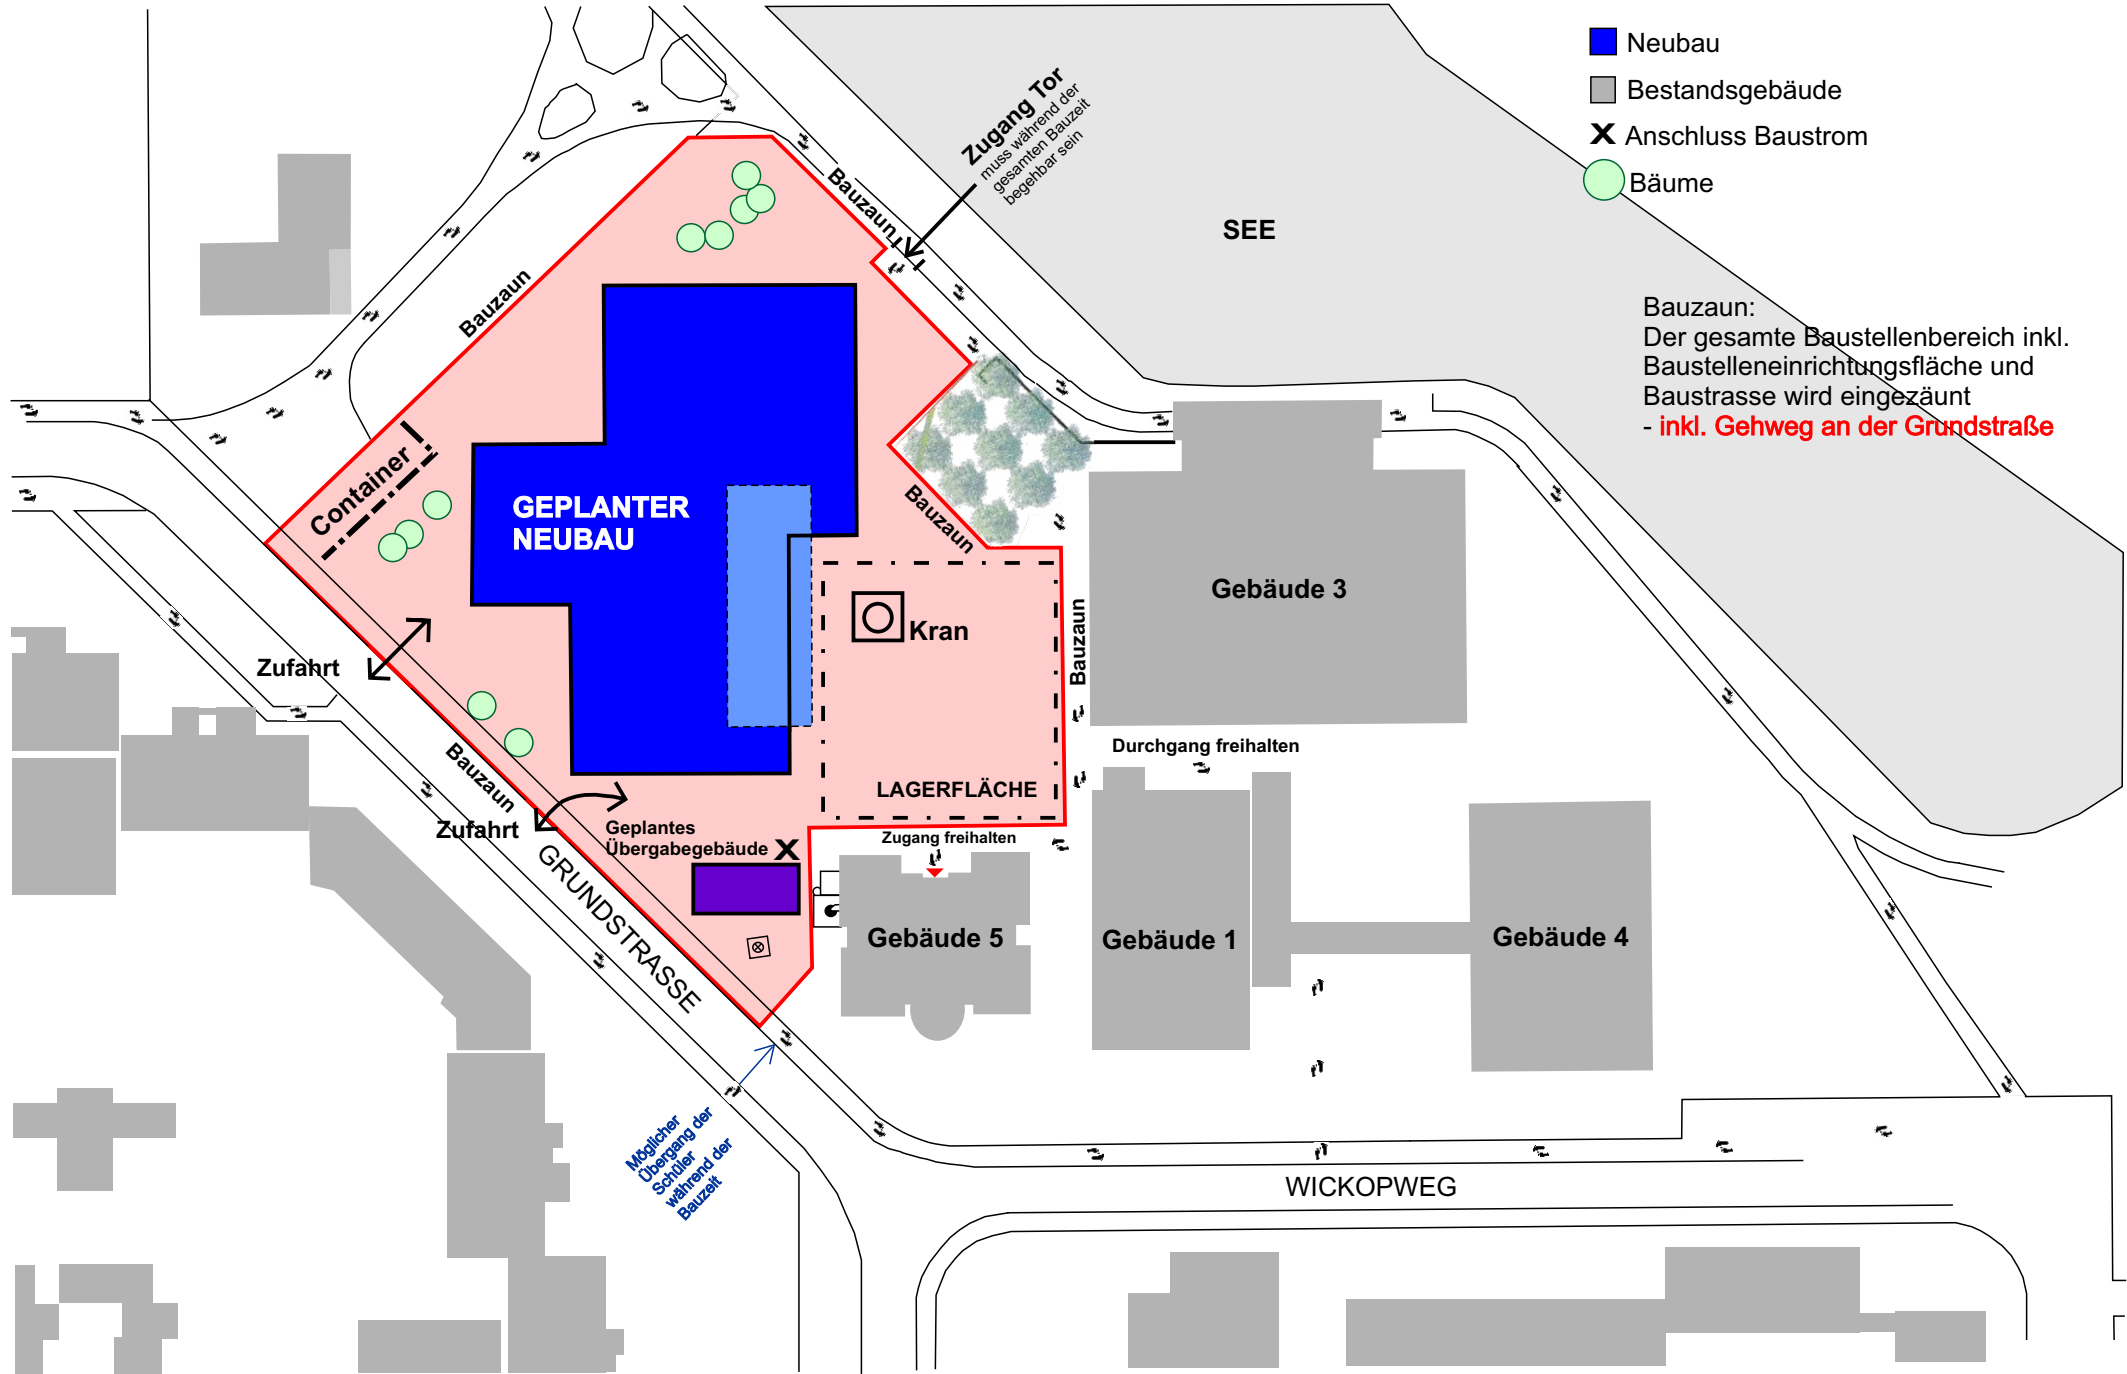 Neubau
Bestandsgebäude
X Anschluss Baustrom
Bäume
Zugang Tor
muss während der
gesamten Bauzeit
begehbar sein
Bauzaun
SEE
Bauzaun:
Der gesamte Baustellenbereich inkl.
Baustelleneinrichtungsfläche und
Baustrasse wird eingezäunt
- inkl. Gehweg an der Grundstraße
Bauzaun
Container
GEPLANTER
NEUBAU
Bauzaun
Gebäude 3
Kran
Bauzaun
Zufahrt
Durchgang freihalten
Bauzaun
LAGERFLÄCHE
Zufahrt
Geplantes
Übergabegebäude X
Zugang freihalten
GRUNDSTRASSE
Gebäude 5
Gebäude 1
Gebäude 4
Möglicher
Übergang der
Schüler
während der
Bauzeit
WICKOPWEG